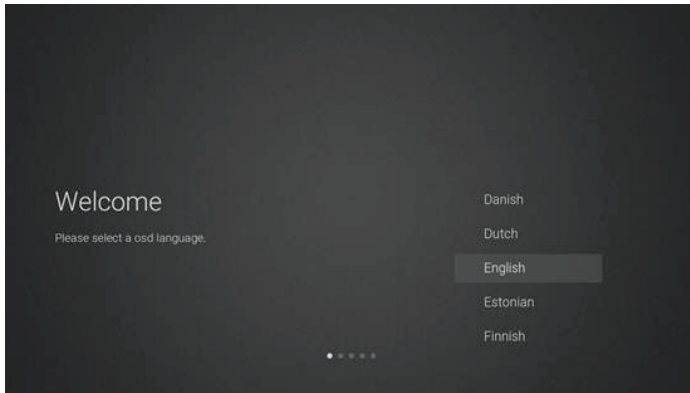 Welcome
Please select a osd language.
Danish
Dutch
English
Estonian
Finnish